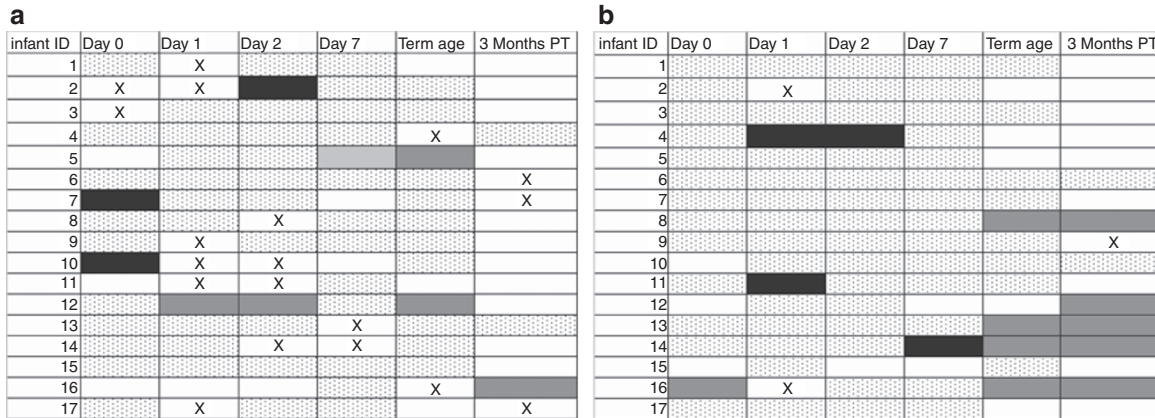 a
infant ID Day 0 Day 1 Day 2 Day 7 Term age 3 Months PT
1 X
2 X X
3 X
4 X
5
6 X
7 X
8 X
9 X
10 X X
11 X X
12
13 X
14 X X
15
16 X
17 X X
b
infant ID Day 0 Day 1 Day 2 Day 7 Term age 3 Months PT
1
2 X
3
4
5
6
7
8
9 X
10
11
12
13
14
15
16 X
17